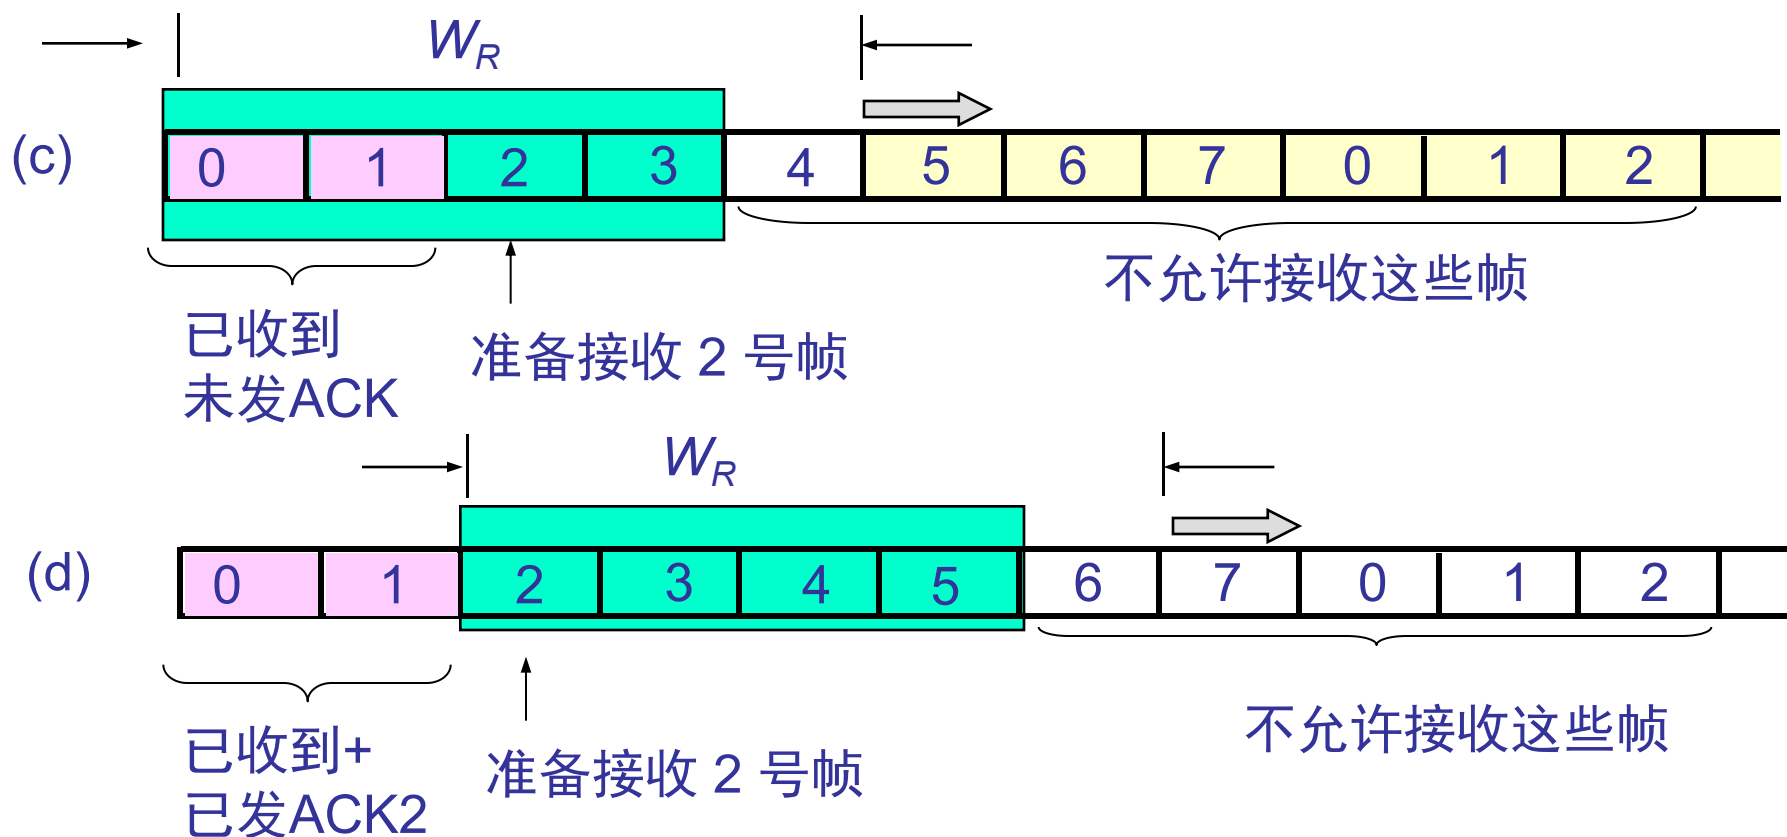 W_R
(c)
0 1 2 3 4 5 6 7 0 1 2
不允许接收这些帧
已收到
未发ACK
准备接收 2 号帧
W_R
(d)
0 1 2 3 4 5 6 7 0 1 2
不允许接收这些帧
已收到+
已发ACK2
准备接收 2 号帧